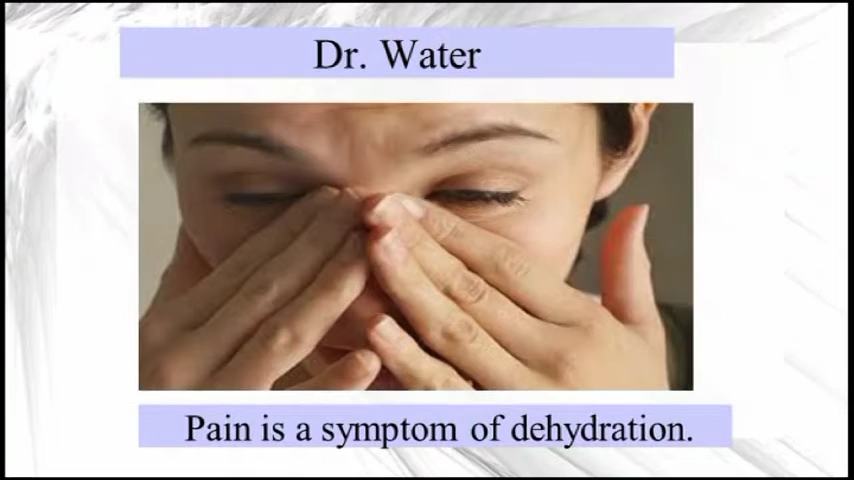 Dr. Water
Pain is a symptom of dehydration.